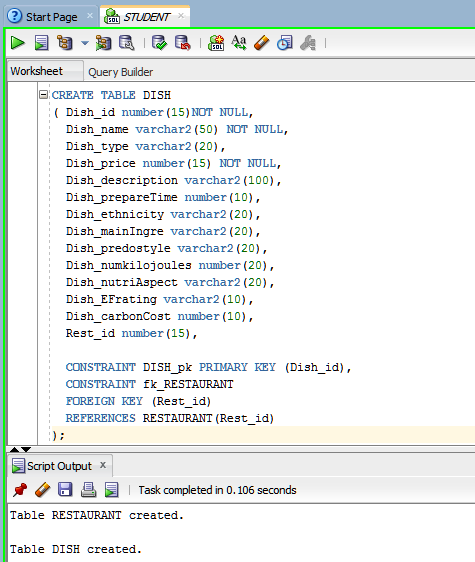 Start Page
STUDENT
Worksheet
Query Builder
CREATE TABLE DISH
( Dish_id number(15)NOT NULL,
Dish_name varchar2(50) NOT NULL,
Dish_type varchar2(20),
Dish_price number(15) NOT NULL,
Dish_description varchar2(100),
Dish_prepareTime number(10),
Dish_ethnicity varchar2(20),
Dish_mainIngre varchar2(20),
Dish_predostyle varchar2(20),
Dish_numkilojoules number(20),
Dish_nutriAspect varchar2(20),
Dish_EFrating varchar2(10),
Dish_carbonCost number(10),
Rest_id number(15),
CONSTRAINT DISH_pk PRIMARY KEY (Dish_id),
CONSTRAINT fk_RESTAURANT
FOREIGN KEY (Rest_id)
REFERENCES RESTAURANT(Rest_id)
);
Script Output x
Task completed in 0.106 seconds
Table RESTAURANT created.
Table DISH created.